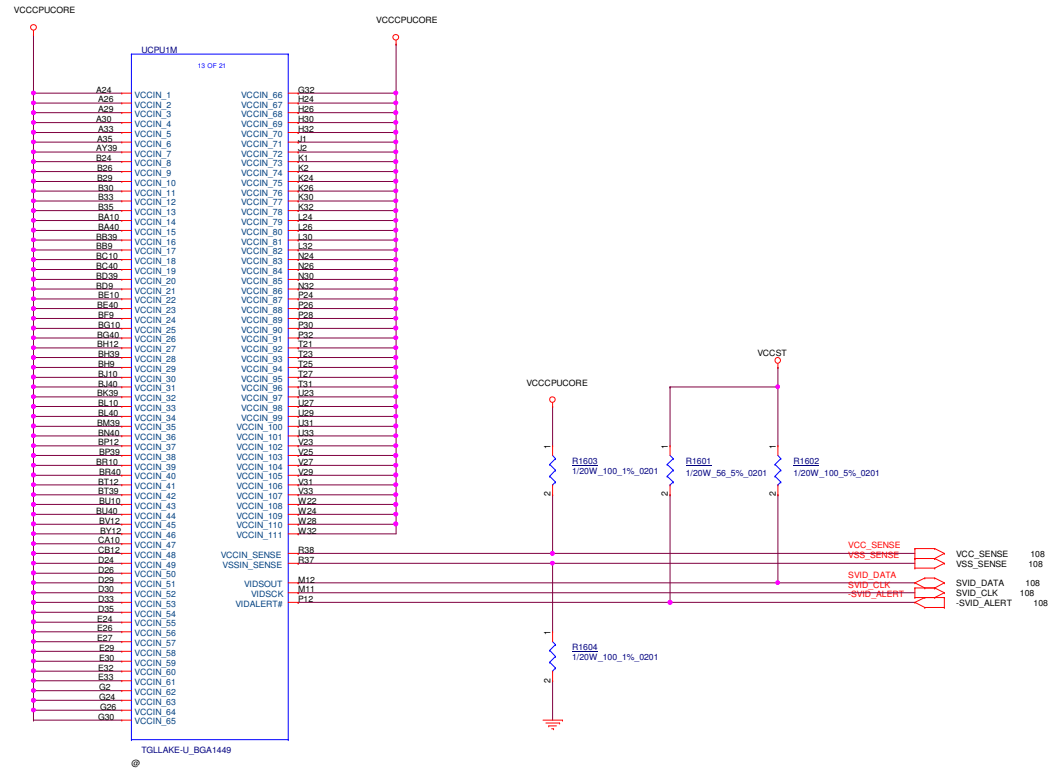 VCCCPUCORE
VCCCPUCORE
UCPU1M
13 OF 21
A24 VCCIN_1 VCCIN_66 G32
A26 VCCIN_2 VCCIN_67 H24
A29 VCCIN_3 VCCIN_68 H26
A30 VCCIN_4 VCCIN_69 H30
A33 VCCIN_5 VCCIN_70 H32
A35 VCCIN_6 VCCIN_71 J1
AY39 VCCIN_7 VCCIN_72 J2
B24 VCCIN_8 VCCIN_73 K1
B26 VCCIN_9 VCCIN_74 K2
B29 VCCIN_10 VCCIN_75 K24
B30 VCCIN_11 VCCIN_76 K26
B33 VCCIN_12 VCCIN_77 K30
B35 VCCIN_13 VCCIN_78 K32
BA10 VCCIN_14 VCCIN_79 L24
BA40 VCCIN_15 VCCIN_80 L26
BB39 VCCIN_16 VCCIN_81 L30
BB9 VCCIN_17 VCCIN_82 L32
BC10 VCCIN_18 VCCIN_83 N24
BC40 VCCIN_19 VCCIN_84 N26
BD39 VCCIN_20 VCCIN_85 N30
BD9 VCCIN_21 VCCIN_86 N32
BE10 VCCIN_22 VCCIN_87 P24
BE40 VCCIN_23 VCCIN_88 P26
BF9 VCCIN_24 VCCIN_89 P28
BG10 VCCIN_25 VCCIN_90 P30
BG40 VCCIN_26 VCCIN_91 P32
BH12 VCCIN_27 VCCIN_92 T21
BH39 VCCIN_28 VCCIN_93 T23
BH9 VCCIN_29 VCCIN_94 T25
BJ10 VCCIN_30 VCCIN_95 T27
BJ40 VCCIN_31 VCCIN_96 T31
BK39 VCCIN_32 VCCIN_97 U23
BL10 VCCIN_33 VCCIN_98 U27
BL40 VCCIN_34 VCCIN_99 U29
BM39 VCCIN_35 VCCIN_100 U31
BN40 VCCIN_36 VCCIN_101 U33
BP12 VCCIN_37 VCCIN_102 V23
BP39 VCCIN_38 VCCIN_103 V25
BR10 VCCIN_39 VCCIN_104 V27
BR40 VCCIN_40 VCCIN_105 V29
BT12 VCCIN_41 VCCIN_106 V31
BT39 VCCIN_42 VCCIN_107 V33
BU10 VCCIN_43 VCCIN_108 W22
BU40 VCCIN_44 VCCIN_109 W24
BV12 VCCIN_45 VCCIN_110 W28
BY12 VCCIN_46 VCCIN_111 W32
CA10 VCCIN_47
CB12 VCCIN_48 VCCIN_SENSE R38
D24 VCCIN_49 VSSIN_SENSE R37
D26 VCCIN_50
D29 VCCIN_51 VIDSOUT M12
D30 VCCIN_52 VIDSCK M11
D33 VCCIN_53 VIDALERT# P12
D35 VCCIN_54
E24 VCCIN_55
E26 VCCIN_56
E27 VCCIN_57
E29 VCCIN_58
E30 VCCIN_59
E32 VCCIN_60
E33 VCCIN_61
G2 VCCIN_62
G24 VCCIN_63
G26 VCCIN_64
G30 VCCIN_65
TGLLAKE-U_BGA1449
@
VCCCPUCORE
VCCST
1
R1603
1/20W_100_1%_0201
2
1
R1601
1/20W_56_5%_0201
2
1
R1602
1/20W_100_5%_0201
2
VCC_SENSE VCC_SENSE 108
VSS_SENSE VSS_SENSE 108
SVID_DATA SVID_DATA 108
SVID_CLK SVID_CLK 108
-SVID_ALERT -SVID_ALERT 108
1
R1604
1/20W_100_1%_0201
2